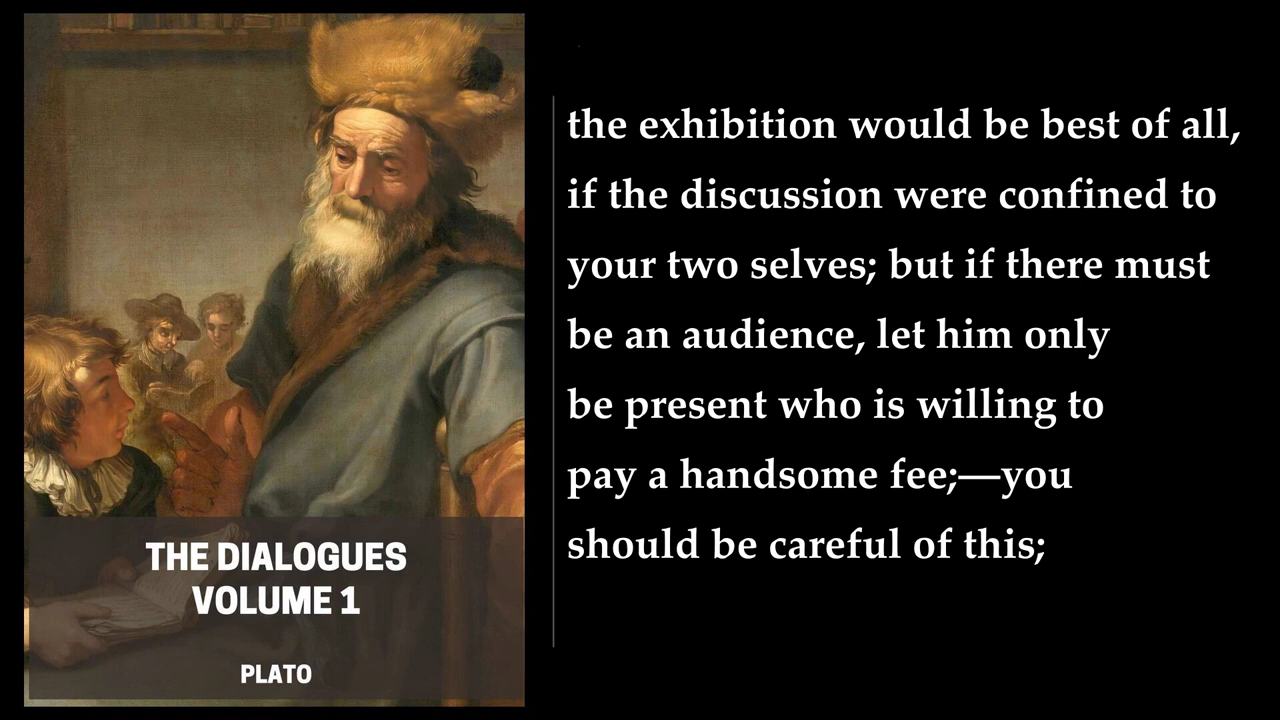 THE DIALOGUES
VOLUME 1
PLATO
the exhibition would be best of all,
if the discussion were confined to
your two selves; but if there must
be an audience, let him only
be present who is willing to
pay a handsome fee;—you
should be careful of this;